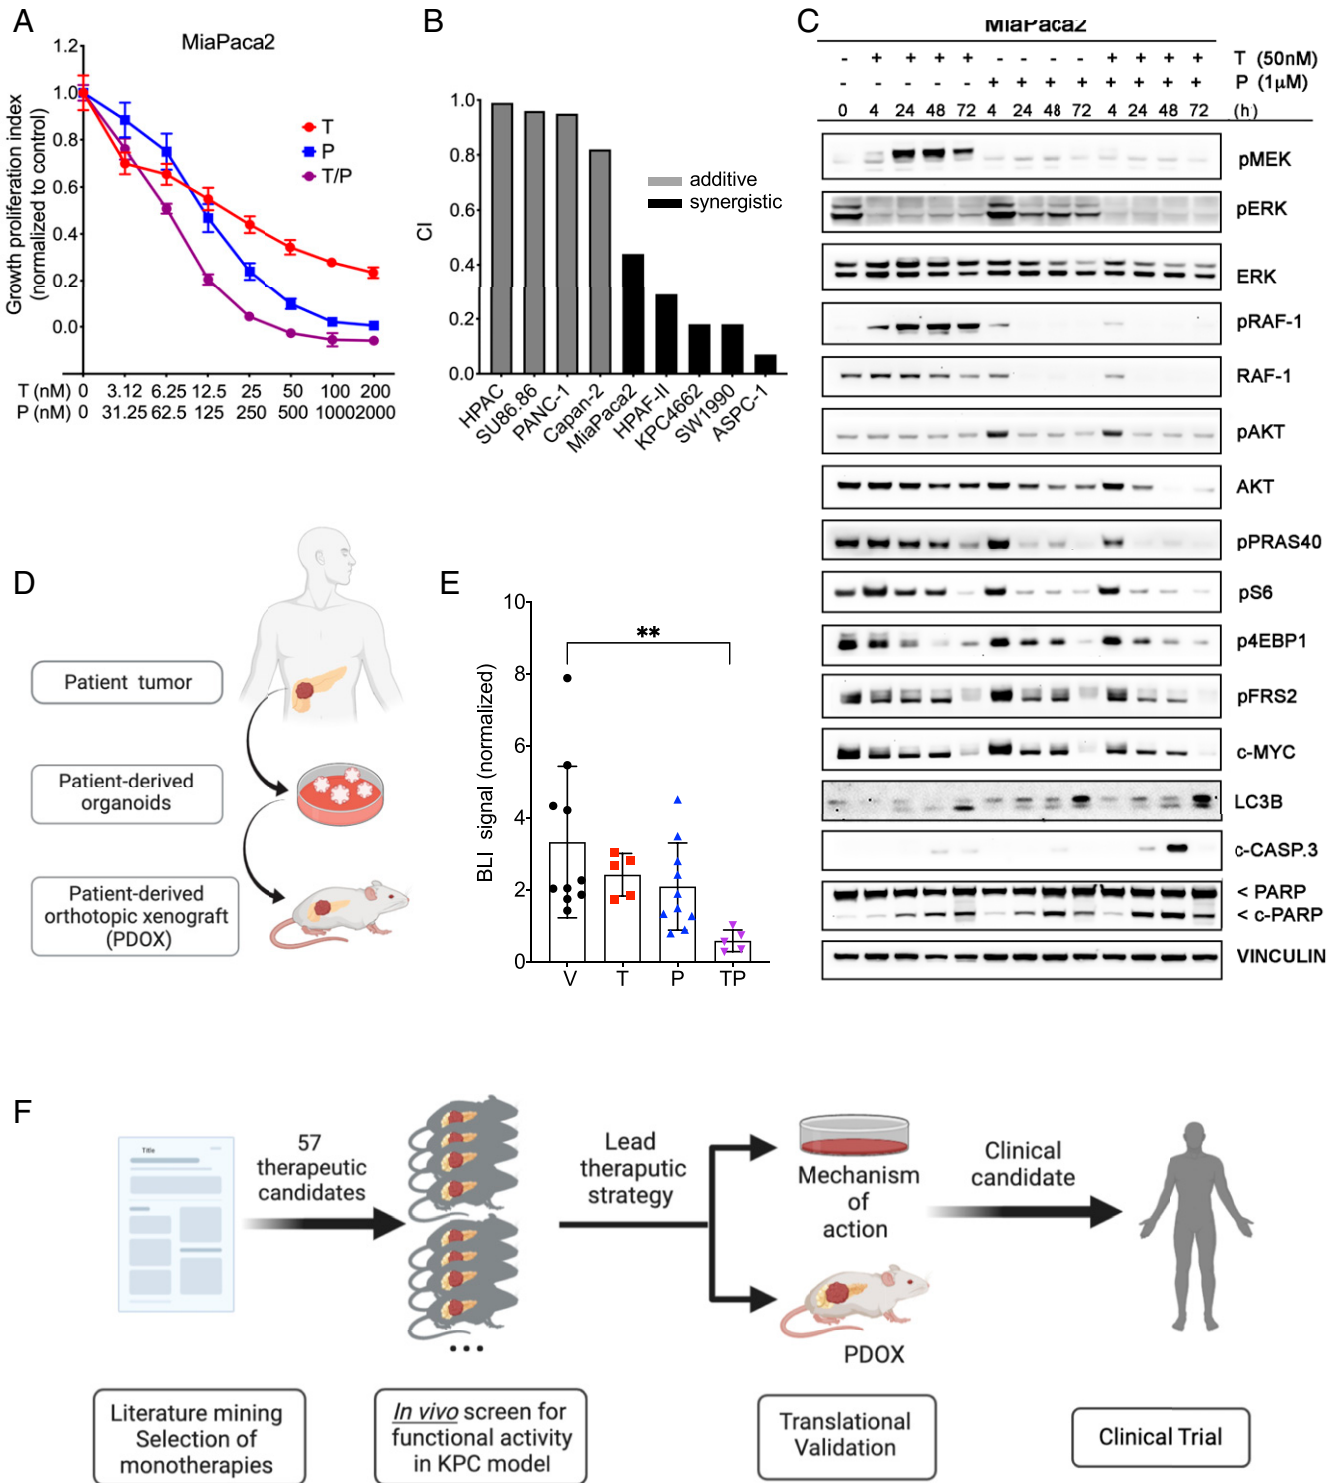 A
MiaPaca2
Growth proliferation index
(normalized to control)
1.2
1.0
0.8
0.6
0.4
0.2
0.0
T
P
T/P
T (nM) 0 3.12 6.25 12.5 25 50 100 200
P (nM) 0 31.25 62.5 125 250 500 1000 2000
B
CI
1.0
0.8
0.6
0.4
0.2
0.0
additive
synergistic
HPAC
SU86.86
PANC-1
Capan-2
MiaPaca2
HPAF-II
KPC4662
SW1990
ASPC-1
C
MiaPaca2
- + + + + - - - - + + + + T (50nM)
- - - - - + + + + + + + + P (1µM)
0 4 24 48 72 4 24 48 72 4 24 48 72 (h)
pMEK
pERK
ERK
pRAF-1
RAF-1
pAKT
AKT
pPRAS40
pS6
p4EBP1
pFRS2
c-MYC
LC3B
c-CASP.3
< PARP
< c-PARP
VINCULIN
D
Patient tumor
Patient-derived
organoids
Patient-derived
orthotopic xenograft
(PDOX)
E
BLI signal (normalized)
10
8
6
4
2
0
**
V T P TP
F
Title
57
therapeutic
candidates
Lead
theraputic
strategy
Mechanism
of
action
PDOX
Clinical
candidate
Literature mining
Selection of
monotherapies
In vivo screen for
functional activity
in KPC model
Translational
Validation
Clinical Trial